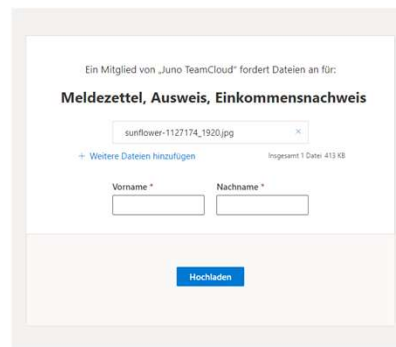 Ein Mitglied von „Juno TeamCloud" fordert Dateien an für:
Meldezettel, Ausweis, Einkommensnachweis
sunflower-1127174_1920.jpg ×
+ Weitere Dateien hinzufügen Insgesamt 1 Datei 413 KB
Vorname * Nachname *
Hochladen